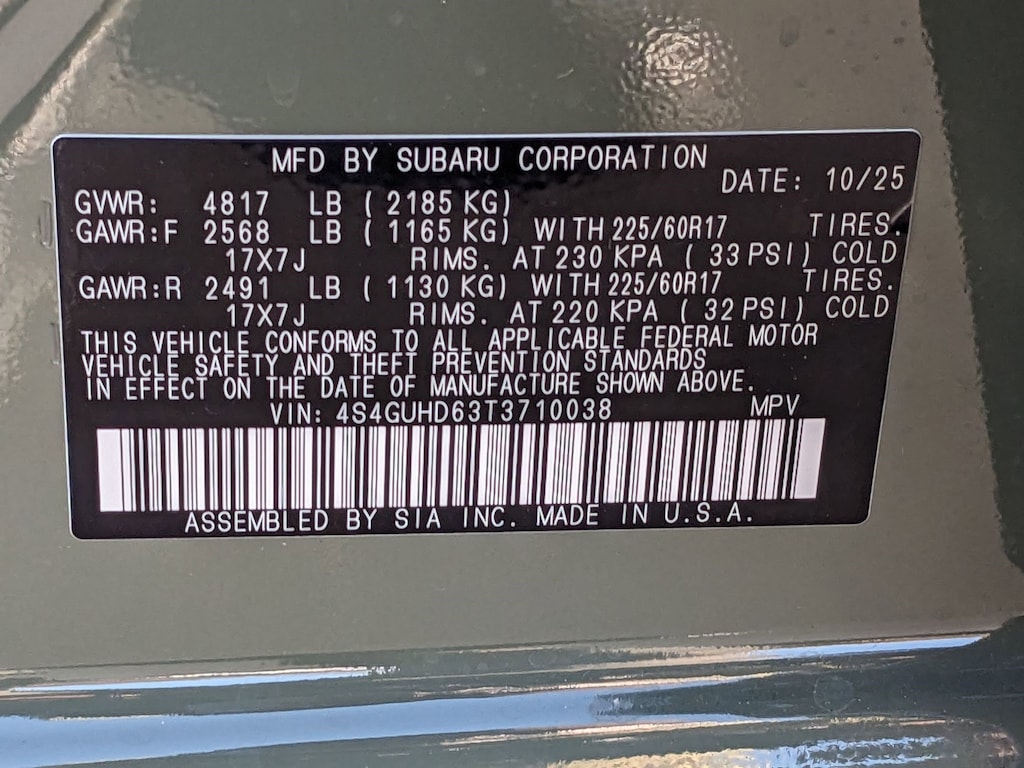 MFD BY SUBARU CORPORATION
DATE: 10/25
GVWR: 4817 LB ( 2185 KG)
GAWR:F 2568 LB ( 1165 KG) WITH 225/60R17 TIRES.
17X7J RIMS. AT 230 KPA ( 33 PSI) COLD
GAWR:R 2491 LB ( 1130 KG) WITH 225/60R17 TIRES.
17X7J RIMS. AT 220 KPA ( 32 PSI) COLD
THIS VEHICLE CONFORMS TO ALL APPLICABLE FEDERAL MOTOR
VEHICLE SAFETY AND THEFT PREVENTION STANDARDS
IN EFFECT ON THE DATE OF MANUFACTURE SHOWN ABOVE.
VIN: 4S4GUHD63T3710038 MPV
ASSEMBLED BY SIA INC. MADE IN U.S.A.